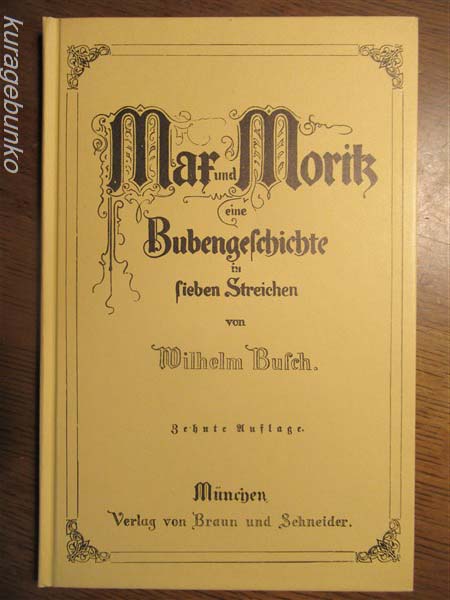 kuragebunko
Max und Moritz
eine
Bubengeschichte
in
sieben Streichen
von
Wilhelm Busch.
Zehnte Auflage.
München,
Verlag von Braun und Schneider.